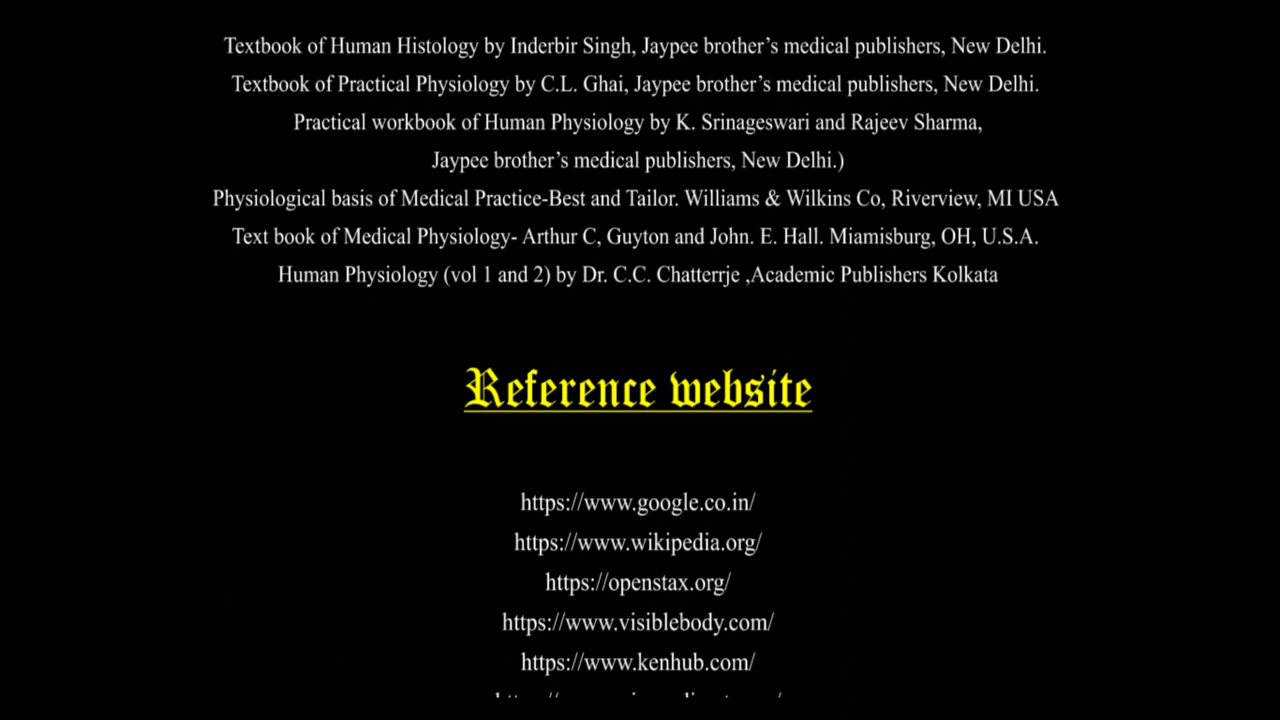 Textbook of Human Histology by Inderbir Singh, Jaypee brother’s medical publishers, New Delhi.
Textbook of Practical Physiology by C.L. Ghai, Jaypee brother’s medical publishers, New Delhi.
Practical workbook of Human Physiology by K. Srinageswari and Rajeev Sharma,
Jaypee brother’s medical publishers, New Delhi.)
Physiological basis of Medical Practice-Best and Tailor. Williams & Wilkins Co, Riverview, MI USA
Text book of Medical Physiology- Arthur C, Guyton and John. E. Hall. Miamisburg, OH, U.S.A.
Human Physiology (vol 1 and 2) by Dr. C.C. Chatterrje ,Academic Publishers Kolkata
Reference website
https://www.google.co.in/
https://www.wikipedia.org/
https://openstax.org/
https://www.visiblebody.com/
https://www.kenhub.com/